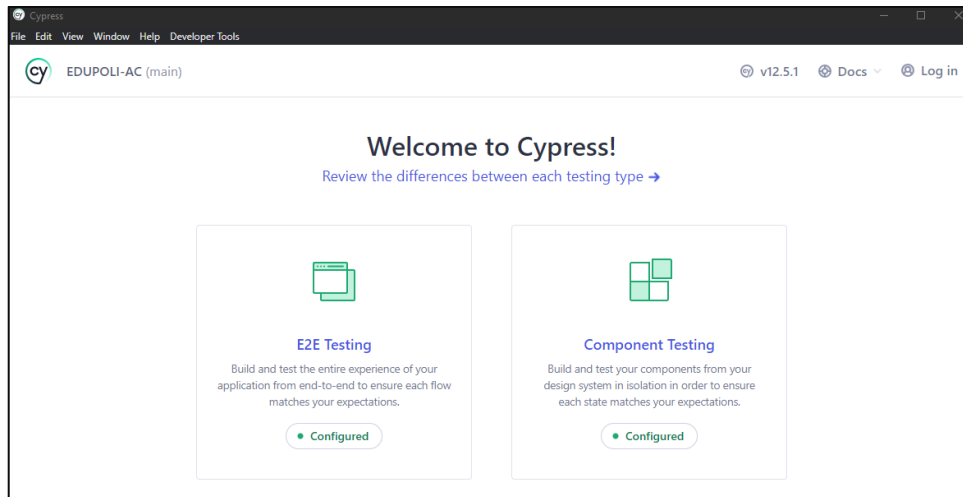 Cypress
File Edit View Window Help Developer Tools
cy EDUPOLI-AC (main) cy v12.5.1 Docs Log in
Welcome to Cypress!
Review the differences between each testing type →
E2E Testing
Build and test the entire experience of your
application from end-to-end to ensure each flow
matches your expectations.
Configured
Component Testing
Build and test your components from your
design system in isolation in order to ensure
each state matches your expectations.
Configured